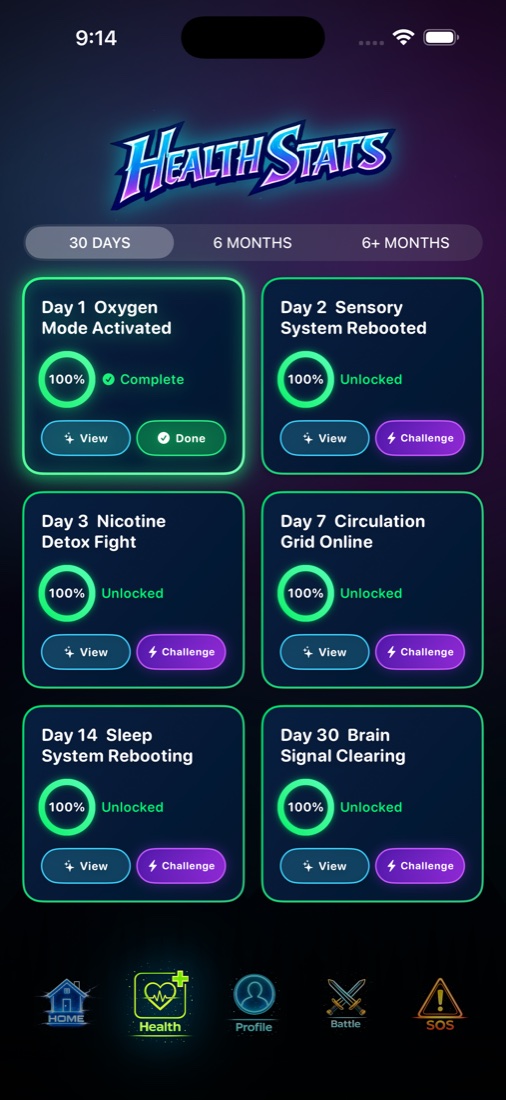 9:14
HEALTH STATS
30 DAYS 6 MONTHS 6+ MONTHS
Day 1 Oxygen
Mode Activated
100% Complete
View Done
Day 2 Sensory
System Rebooted
100% Unlocked
View Challenge
Day 3 Nicotine
Detox Fight
100% Unlocked
View Challenge
Day 7 Circulation
Grid Online
100% Unlocked
View Challenge
Day 14 Sleep
System Rebooting
100% Unlocked
View Challenge
Day 30 Brain
Signal Clearing
100% Unlocked
View Challenge
HOME Health Profile Battle SOS